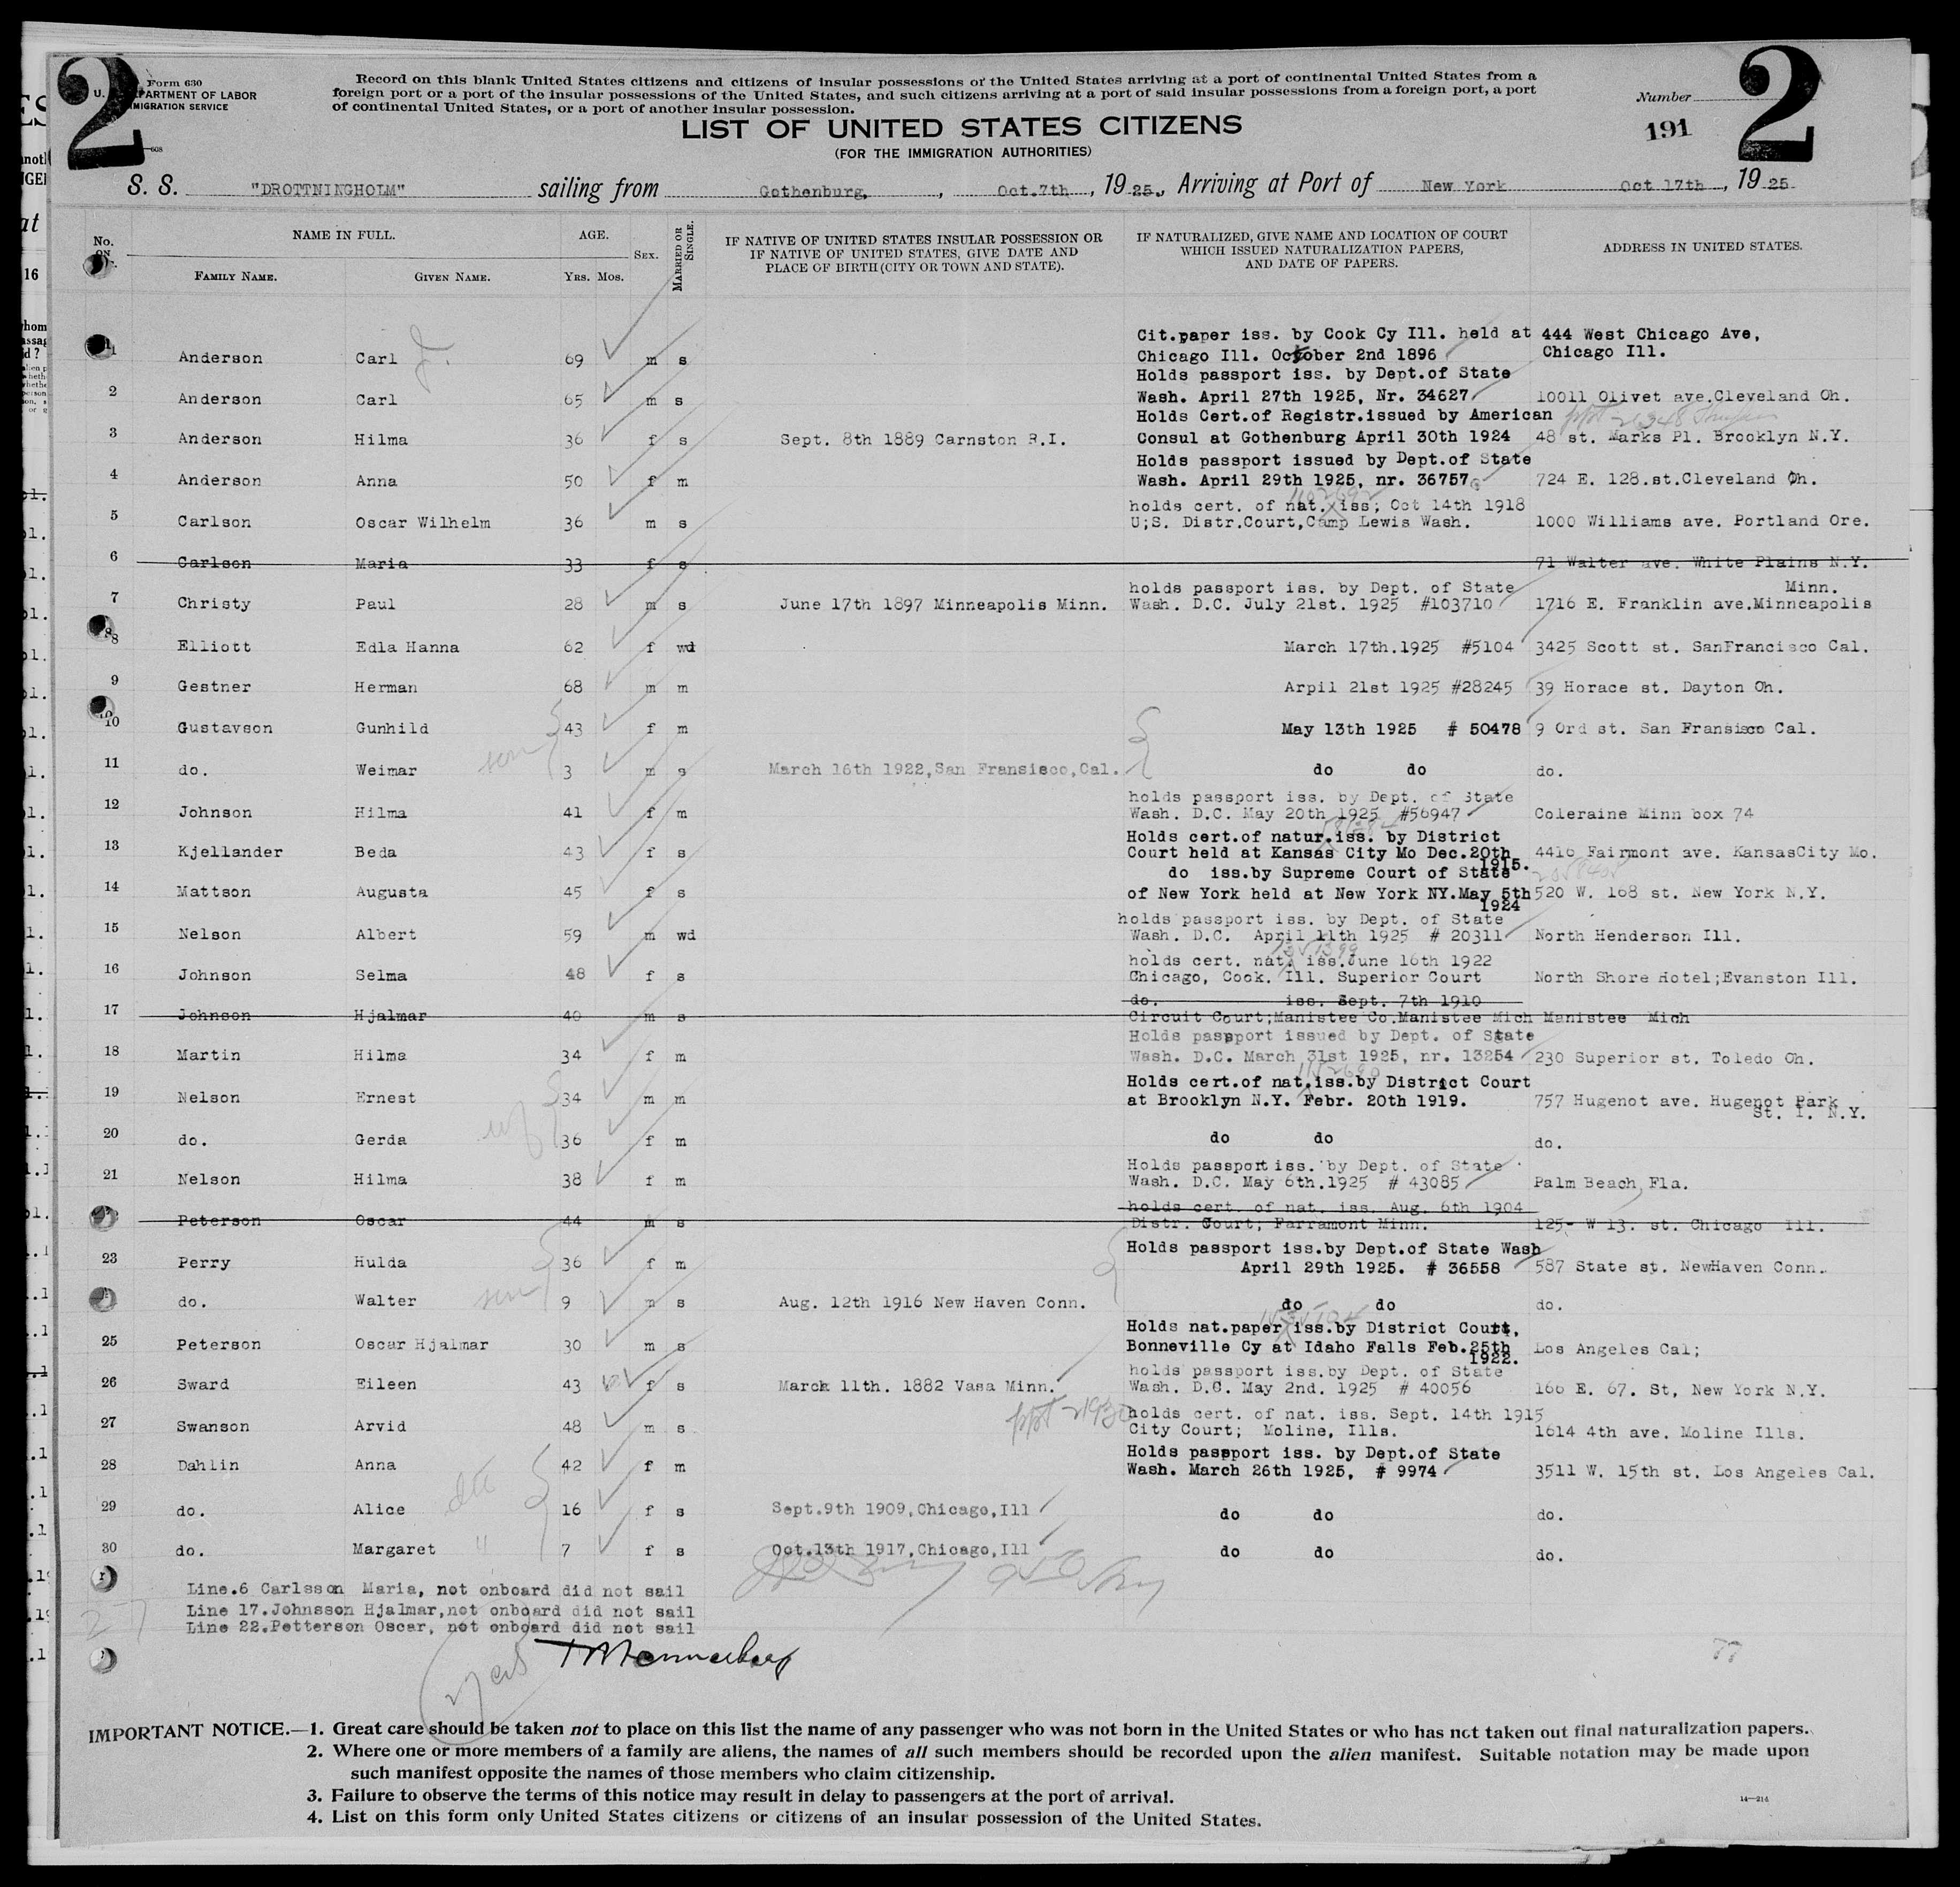 2
2
Form 630
U. DEPARTMENT OF LABOR
IMMIGRATION SERVICE
Record on this blank United States citizens and citizens of insular possessions of the United States arriving at a port of continental United States from a
foreign port or a port of the insular possessions of the United States, and such citizens arriving at a port of said insular possessions from a foreign port, a port
of continental United States, or a port of another insular possession.
Number
191
LIST OF UNITED STATES CITIZENS
(FOR THE IMMIGRATION AUTHORITIES)
S. S. "DROTTNINGHOLM" sailing from Gothenburg, , Oct.7th , 19 25., Arriving at Port of New York Oct 17th , 19 25
No. ON NAME IN FULL. AGE. SEX. MARRIED OR SINGLE. IF NATIVE OF UNITED STATES INSULAR POSSESSION OR IF NATIVE OF UNITED STATES, GIVE DATE AND PLACE OF BIRTH (CITY OR TOWN AND STATE). IF NATURALIZED, GIVE NAME AND LOCATION OF COURT WHICH ISSUED NATURALIZATION PAPERS, AND DATE OF PAPERS. ADDRESS IN UNITED STATES.
FAMILY NAME. GIVEN NAME. YRS. MOS.
Cit.paper iss. by Cook Cy Ill. held at 444 West Chicago Ave,
1 Anderson Carl J. 69 m s Chicago Ill. October 2nd 1896 Chicago Ill.
Holds passport iss. by Dept.of State
2 Anderson Carl 65 m s Wash. April 27th 1925, Nr. 34627 10011 Olivet ave.Cleveland Oh.
Holds Cert.of Registr.issued by American
3 Anderson Hilma 36 f s Sept. 8th 1889 Carnston R.I. Consul at Gothenburg April 30th 1924 48 st. Marks Pl. Brooklyn N.Y.
Holds passport issued by Dept.of State
4 Anderson Anna 50 f m Wash. April 29th 1925, nr. 36757 724 E. 128.st.Cleveland Oh.
holds cert. of nat. iss; Oct 14th 1918
5 Carlson Oscar Wilhelm 36 m s U;S. Distr.Court,Camp Lewis Wash. 1000 Williams ave. Portland Ore.
6 Carlson Maria 33 f s 71 Walter ave. White Plains N.Y.
holds passport iss. by Dept. of State Minn.
7 Christy Paul 28 m s June 17th 1897 Minneapolis Minn. Wash. D.C. July 21st. 1925 #103710 1716 E. Franklin ave.Minneapolis
8 Elliott Edla Hanna 62 f wd March 17th.1925 #5104 3425 Scott st. SanFrancisco Cal.
9 Gestner Herman 68 m m Arpil 21st 1925 #28245 39 Horace st. Dayton Oh.
10 Gustavson Gunhild 43 f m May 13th 1925 # 50478 9 Ord st. San Fransisco Cal.
11 do. Weimar son 3 m s March 16th 1922,San Fransisco,Cal. do do do.
holds passport iss. by Dept. of State
12 Johnson Hilma 41 f m Wash. D.C. May 20th 1925 #56947 Coleraine Minn box 74
Holds cert.of natur.iss. by District
13 Kjellander Beda 43 f s Court held at Kansas City Mo Dec.20th 4416 Fairmont ave. KansasCity Mo.
1915.
do iss.by Supreme Court of State
14 Mattson Augusta 45 f s of New York held at New York NY.May 5th 520 W. 168 st. New York N.Y.
1924
holds passport iss. by Dept. of State
15 Nelson Albert 59 m wd Wash. D.C. April 11th 1925 # 20311 North Henderson Ill.
holds cert. nat. iss.June 16th 1922
16 Johnson Selma 48 f s Chicago, Cook. Ill. Superior Court North Shore Hotel;Evanston Ill.
do. iss. Sept. 7th 1910
17 Johnson Hjalmar 40 m s Circuit Court;Manistee Co.Manistee Mich Manistee Mich
Holds passport issued by Dept. of State
18 Martin Hilma 34 f m Wash. D.C. March 31st 1925, nr. 13254 230 Superior st. Toledo Oh.
Holds cert.of nat.iss.by District Court
19 Nelson Ernest 34 m m at Brooklyn N.Y. Febr. 20th 1919. 757 Hugenot ave. Hugenot Park
St. I. N.Y.
20 do. Gerda wf 36 f m do do do.
Holds passport iss. by Dept. of State
21 Nelson Hilma 38 f m Wash. D.C. May 6th.1925 # 43085 Palm Beach, Fla.
holds cert. of nat. iss. Aug. 6th 1904
Peterson Oscar 44 m s Distr. Court; Farramont Minn. 125- W 13. st. Chicago Ill.
Holds passport iss.by Dept.of State Wash
23 Perry Hulda 36 f m April 29th 1925. # 36558 587 State st. NewHaven Conn.
do. Walter son 9 m s Aug. 12th 1916 New Haven Conn. do do do.
Holds nat.paper iss.by District Court,
25 Peterson Oscar Hjalmar 30 m s Bonneville Cy at Idaho Falls Feb.25th Los Angeles Cal;
1922.
holds passport iss.by Dept. of State
26 Sward Eileen 43 f s March 11th. 1882 Vasa Minn. Wash. D.C. May 2nd. 1925 # 40056 166 E. 67. St, New York N.Y.
ppt 21930 holds cert. of nat. iss. Sept. 14th 1915
27 Swanson Arvid 48 m s City Court; Moline, Ills. 1614 4th ave. Moline Ills.
Holds passport iss. by Dept.of State
28 Dahlin Anna 42 f m Wash. March 26th 1925, # 9974 3511 W. 15th st. Los Angeles Cal.
29 do. Alice 16 f s Sept.9th 1909,Chicago,Ill do do do.
30 do. Margaret 7 f s Oct.13th 1917,Chicago,Ill do do do.
Line.6 Carlsson Maria, not onboard did not sail
Line 17.Johnsson Hjalmar,not onboard did not sail
Line 22.Petterson Oscar, not onboard did not sail
27
IMPORTANT NOTICE.—1. Great care should be taken not to place on this list the name of any passenger who was not born in the United States or who has not taken out final naturalization papers.
2. Where one or more members of a family are aliens, the names of all such members should be recorded upon the alien manifest. Suitable notation may be made upon
such manifest opposite the names of those members who claim citizenship.
3. Failure to observe the terms of this notice may result in delay to passengers at the port of arrival.
4. List on this form only United States citizens or citizens of an insular possession of the United States.
14—214